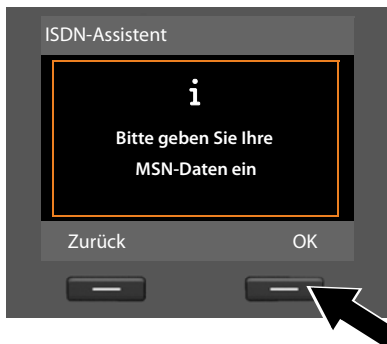 ISDN-Assistent
i
Bitte geben Sie Ihre
MSN-Daten ein
Zurück OK